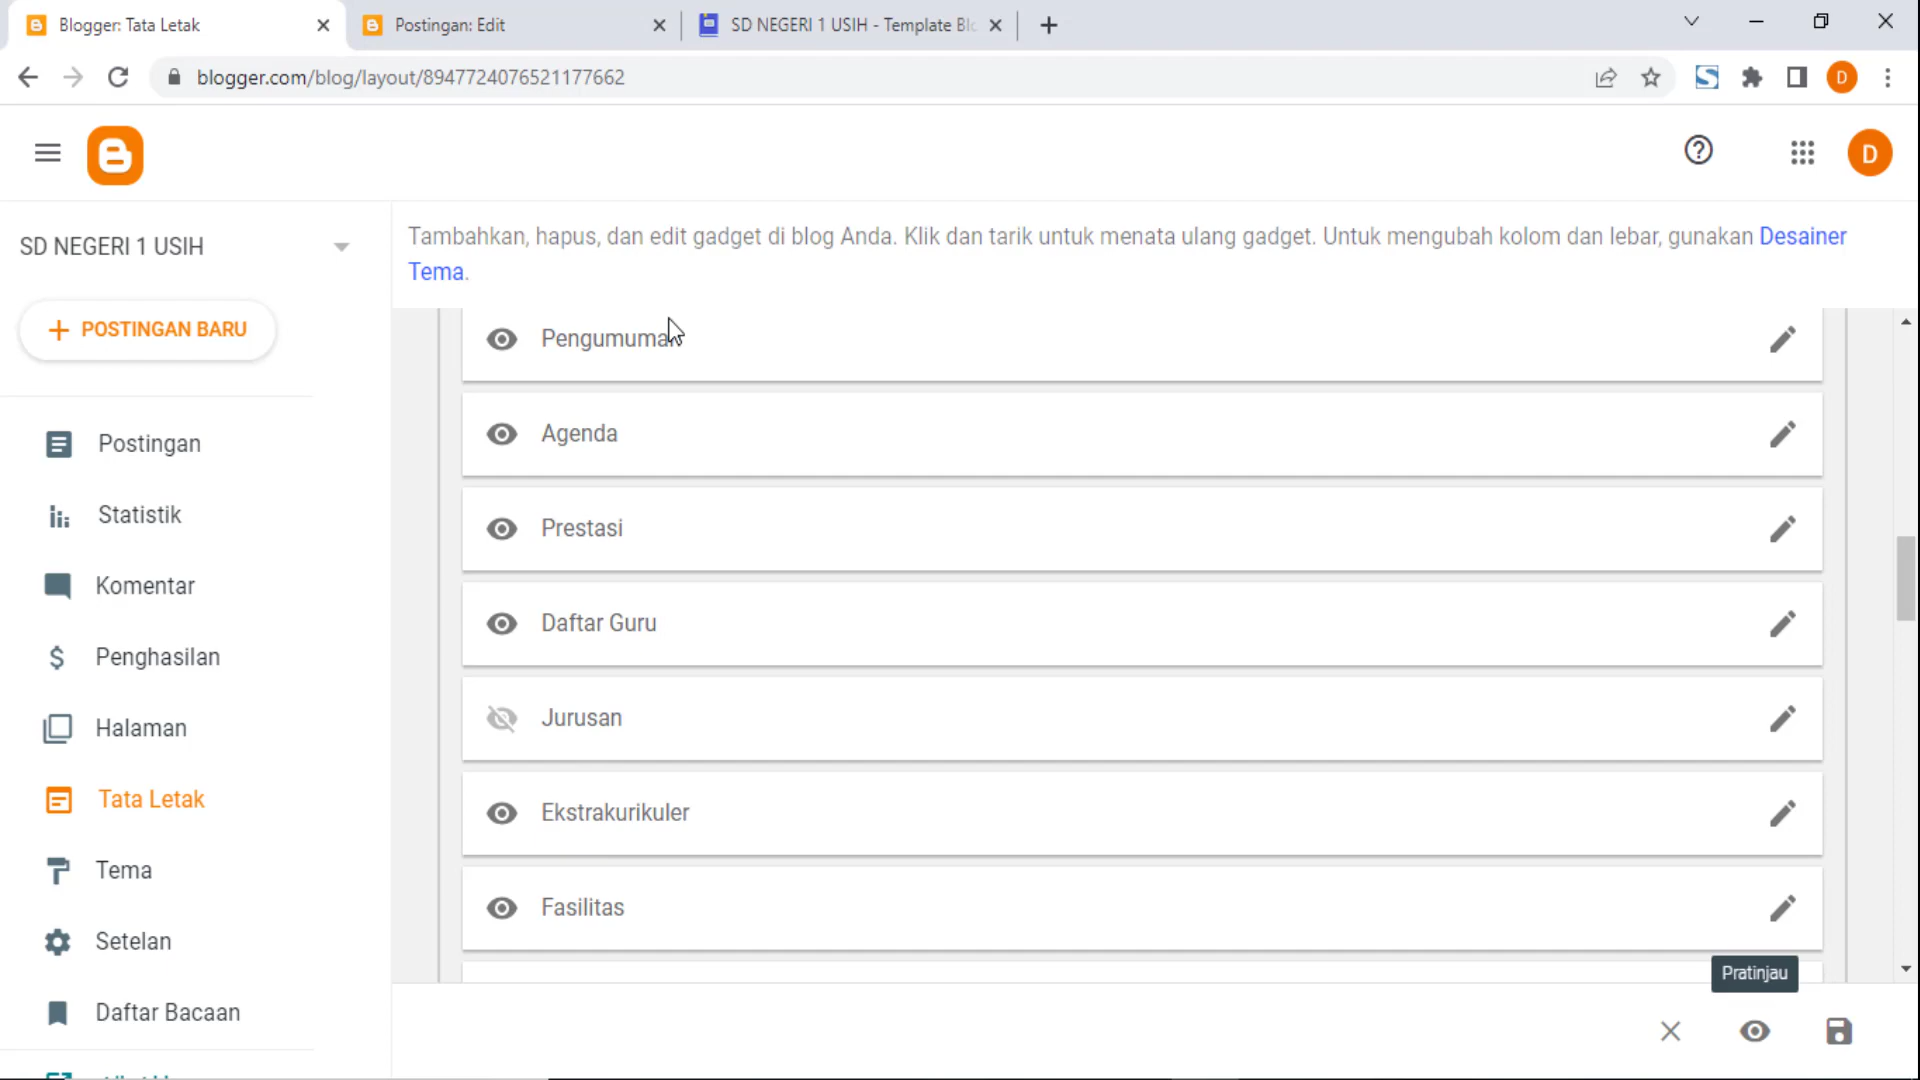 Blogger: Tata Letak
Postingan: Edit
SD NEGERI 1 USIH - Template Blo
blogger.com/blog/layout/8947724076521177662
D
D
SD NEGERI 1 USIH
Tambahkan, hapus, dan edit gadget di blog Anda. Klik dan tarik untuk menata ulang gadget. Untuk mengubah kolom dan lebar, gunakan Desainer
Tema.
+ POSTINGAN BARU
Pengumuman
Agenda
Prestasi
Daftar Guru
Jurusan
Ekstrakurikuler
Fasilitas
Postingan
Statistik
Komentar
Penghasilan
Halaman
Tata Letak
Tema
Setelan
Daftar Bacaan
Pratinjau